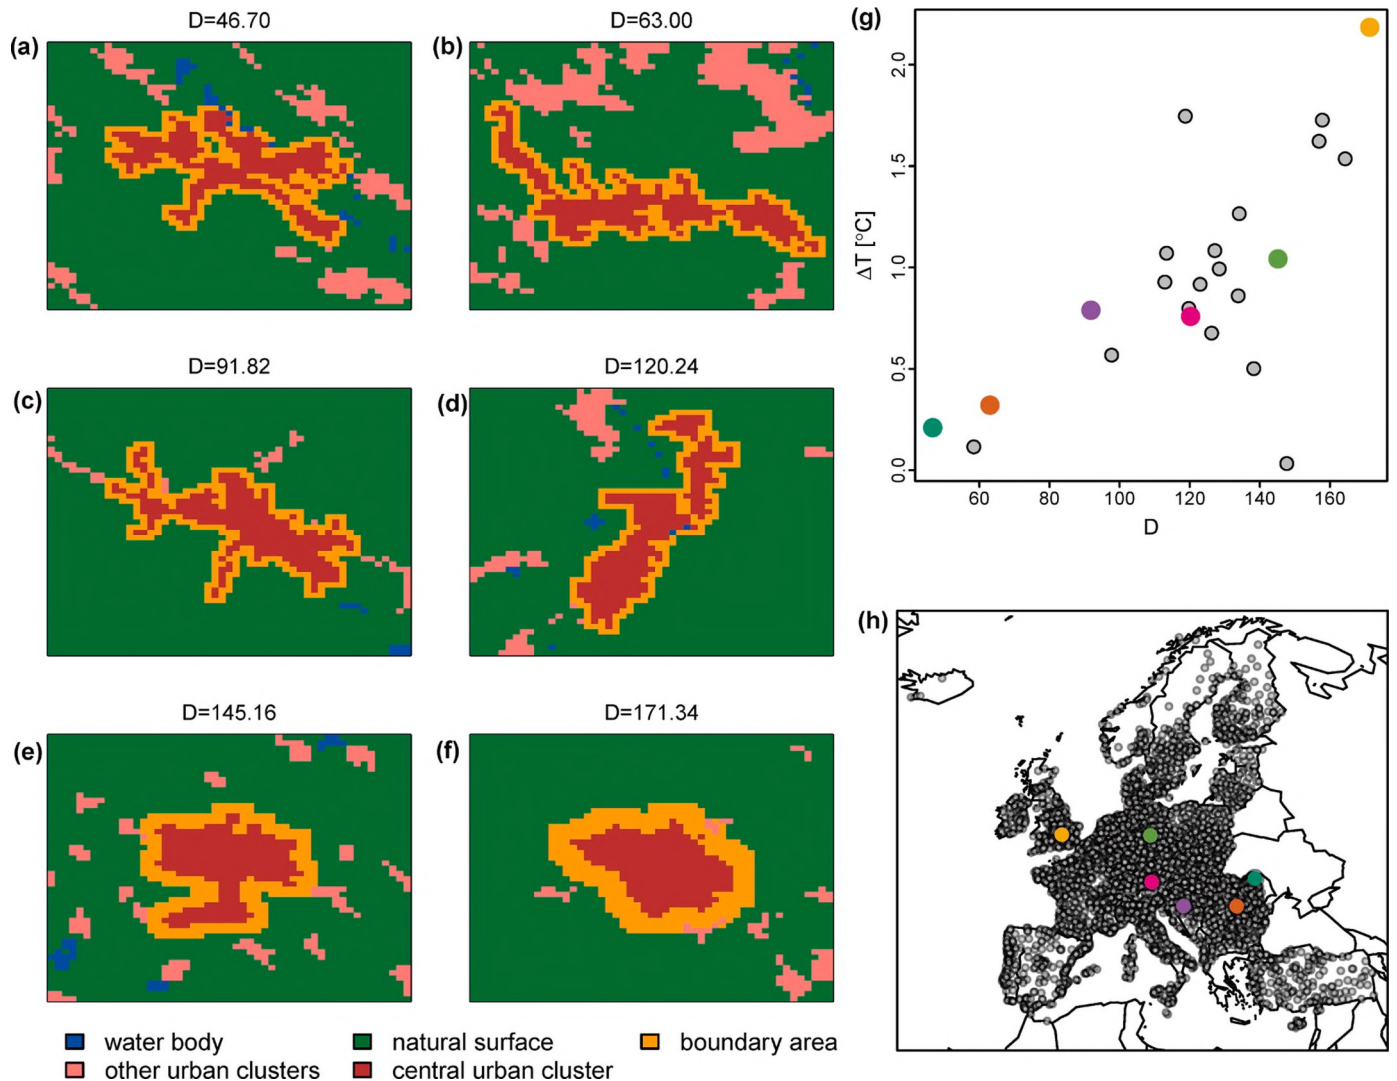 (a)
D=46.70
(b)
D=63.00
(c)
D=91.82
(d)
D=120.24
(e)
D=145.16
(f)
D=171.34
water body
natural surface
boundary area
other urban clusters
central urban cluster
(g)
2.0
1.5
1.0
0.5
0.0
ΔT [°C]
60 80 100 120 140 160
D
(h)